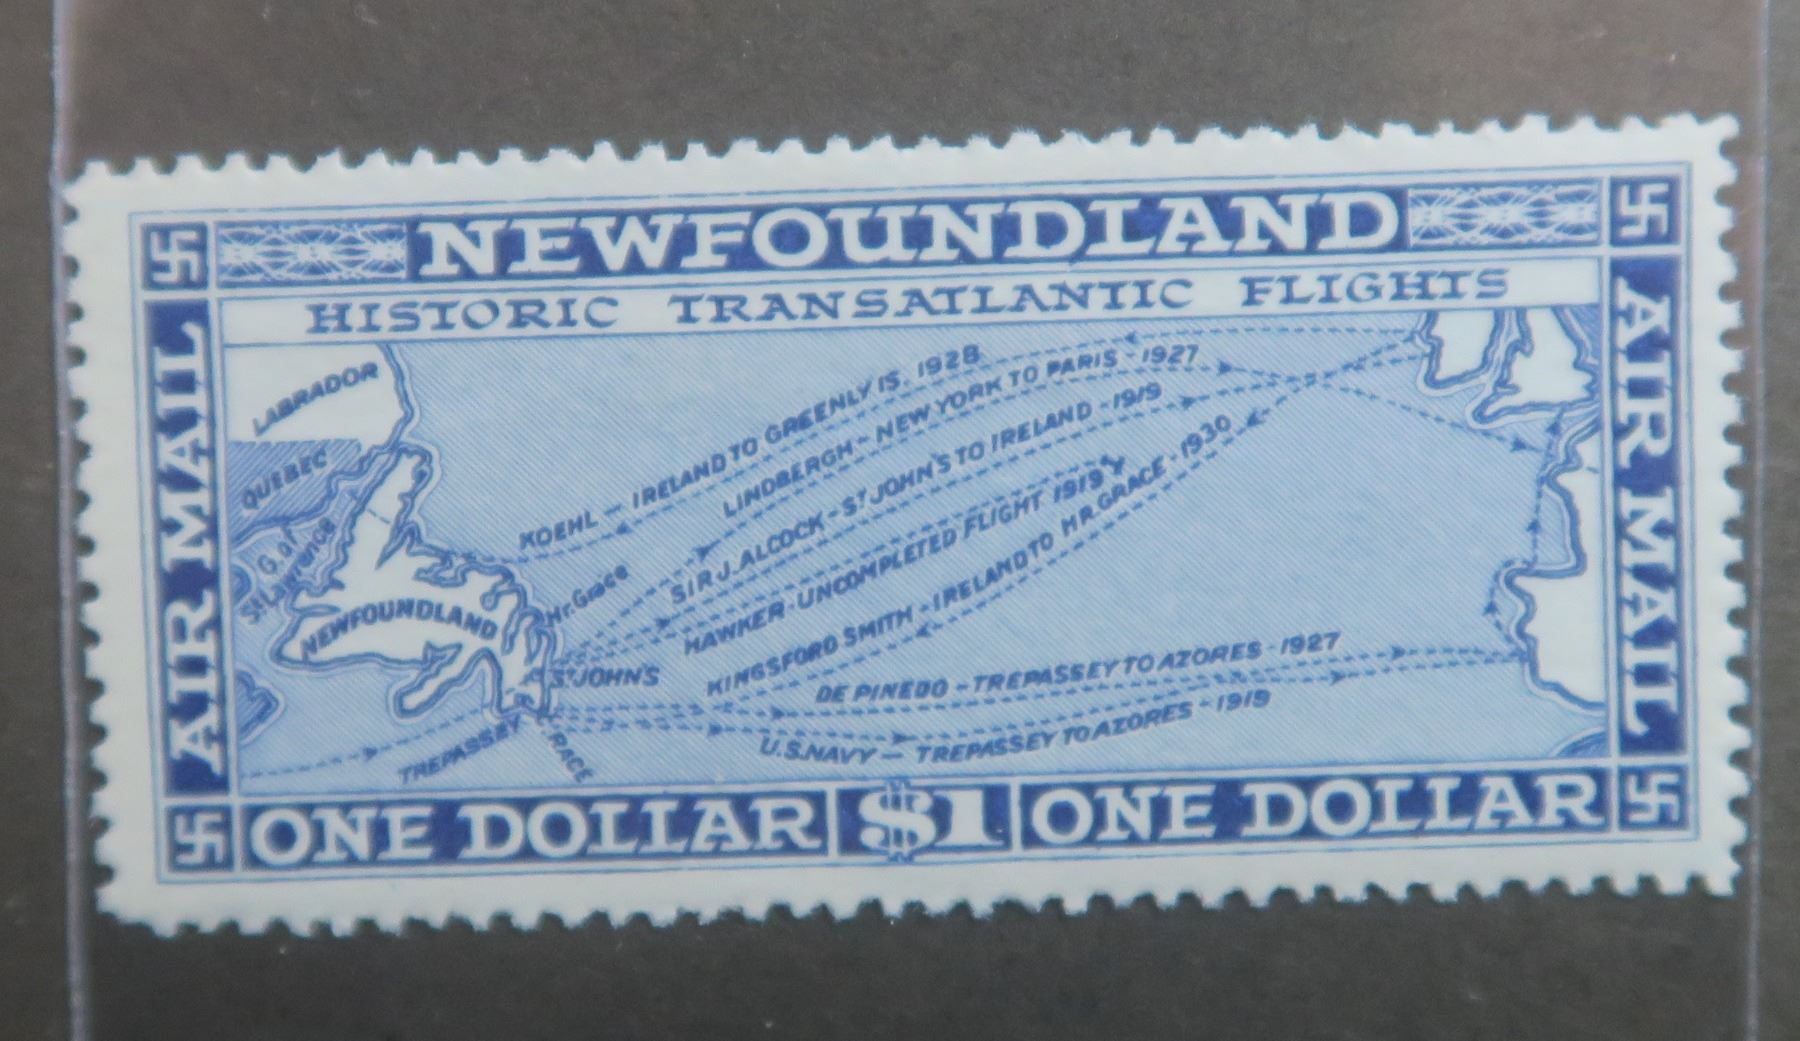 NEWFOUNDLAND
HISTORIC TRANSATLANTIC FLIGHTS
AIR MAIL
AIR MAIL
LABRADOR
QUEBEC
G. of
St Lawrence
NEWFOUNDLAND
Hr. Grace
ST JOHN'S
TREPASSEY
C. RACE
KOEHL - IRELAND TO GREENLY IS. 1928
LINDBERGH - NEW YORK TO PARIS - 1927
SIR J. ALCOCK - ST JOHN'S TO IRELAND - 1919
HAWKER - UNCOMPLETED FLIGHT 1919
KINGSFORD SMITH - IRELAND TO HR. GRACE - 1930
DE PINEDO - TREPASSEY TO AZORES - 1927
U.S. NAVY - TREPASSEY TO AZORES - 1919
ONE DOLLAR $1 ONE DOLLAR